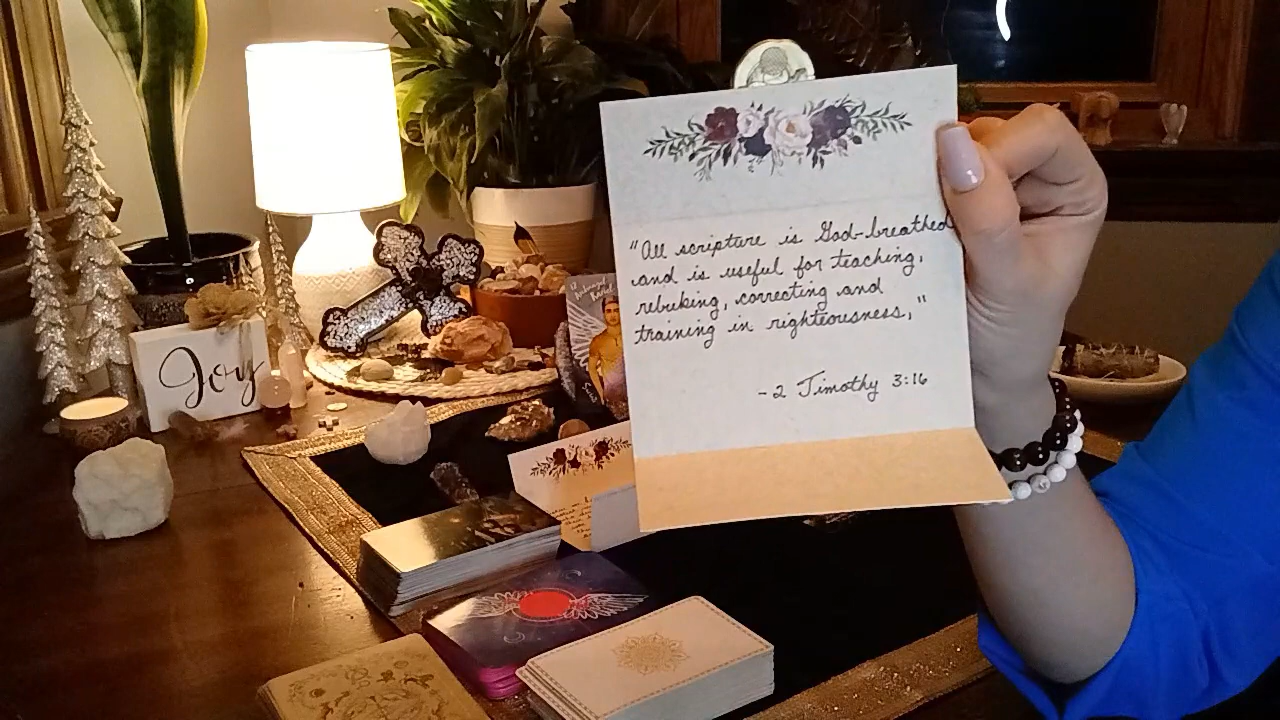 "All scripture is God-breathed
and is useful for teaching,
rebuking, correcting and
training in righteousness,"
-2 Timothy 3:16
Joy
Archangel